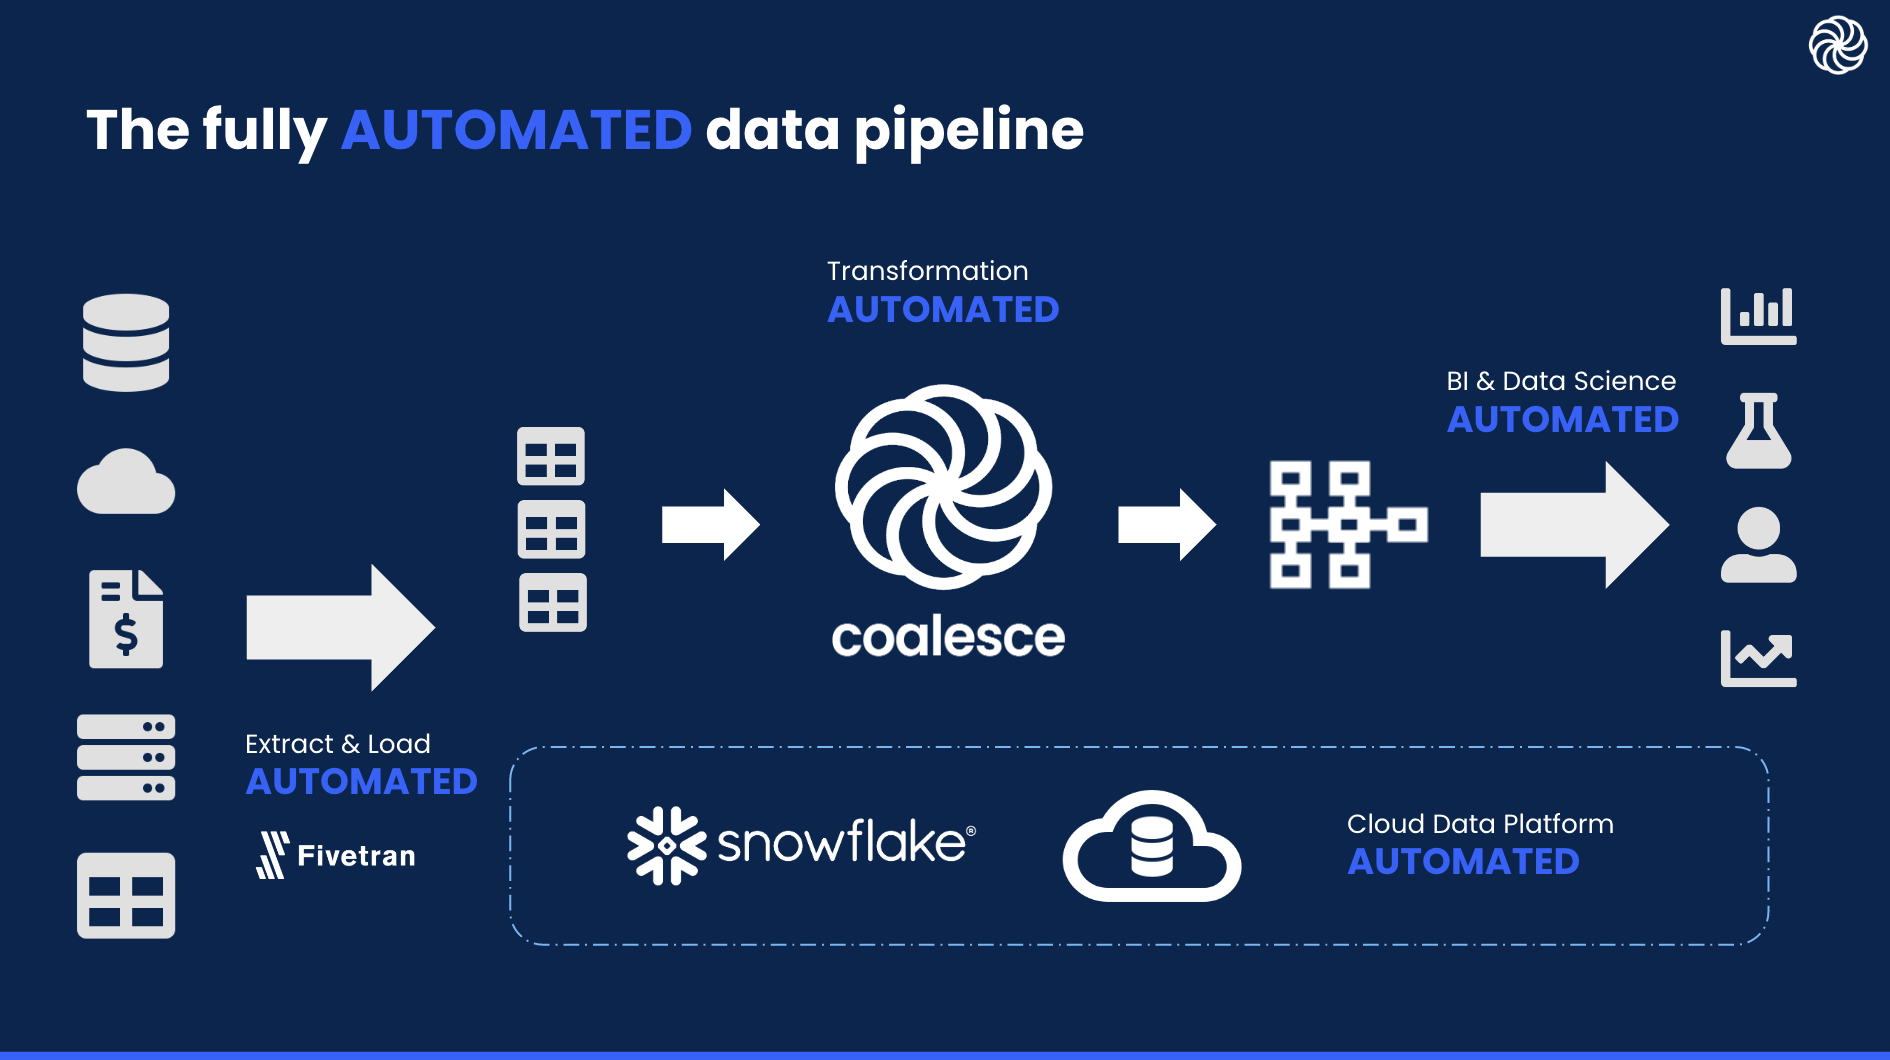 The fully AUTOMATED data pipeline
Transformation
AUTOMATED
BI & Data Science
AUTOMATED
$
coalesce
Extract & Load
AUTOMATED
Fivetran
snowflake®
Cloud Data Platform
AUTOMATED